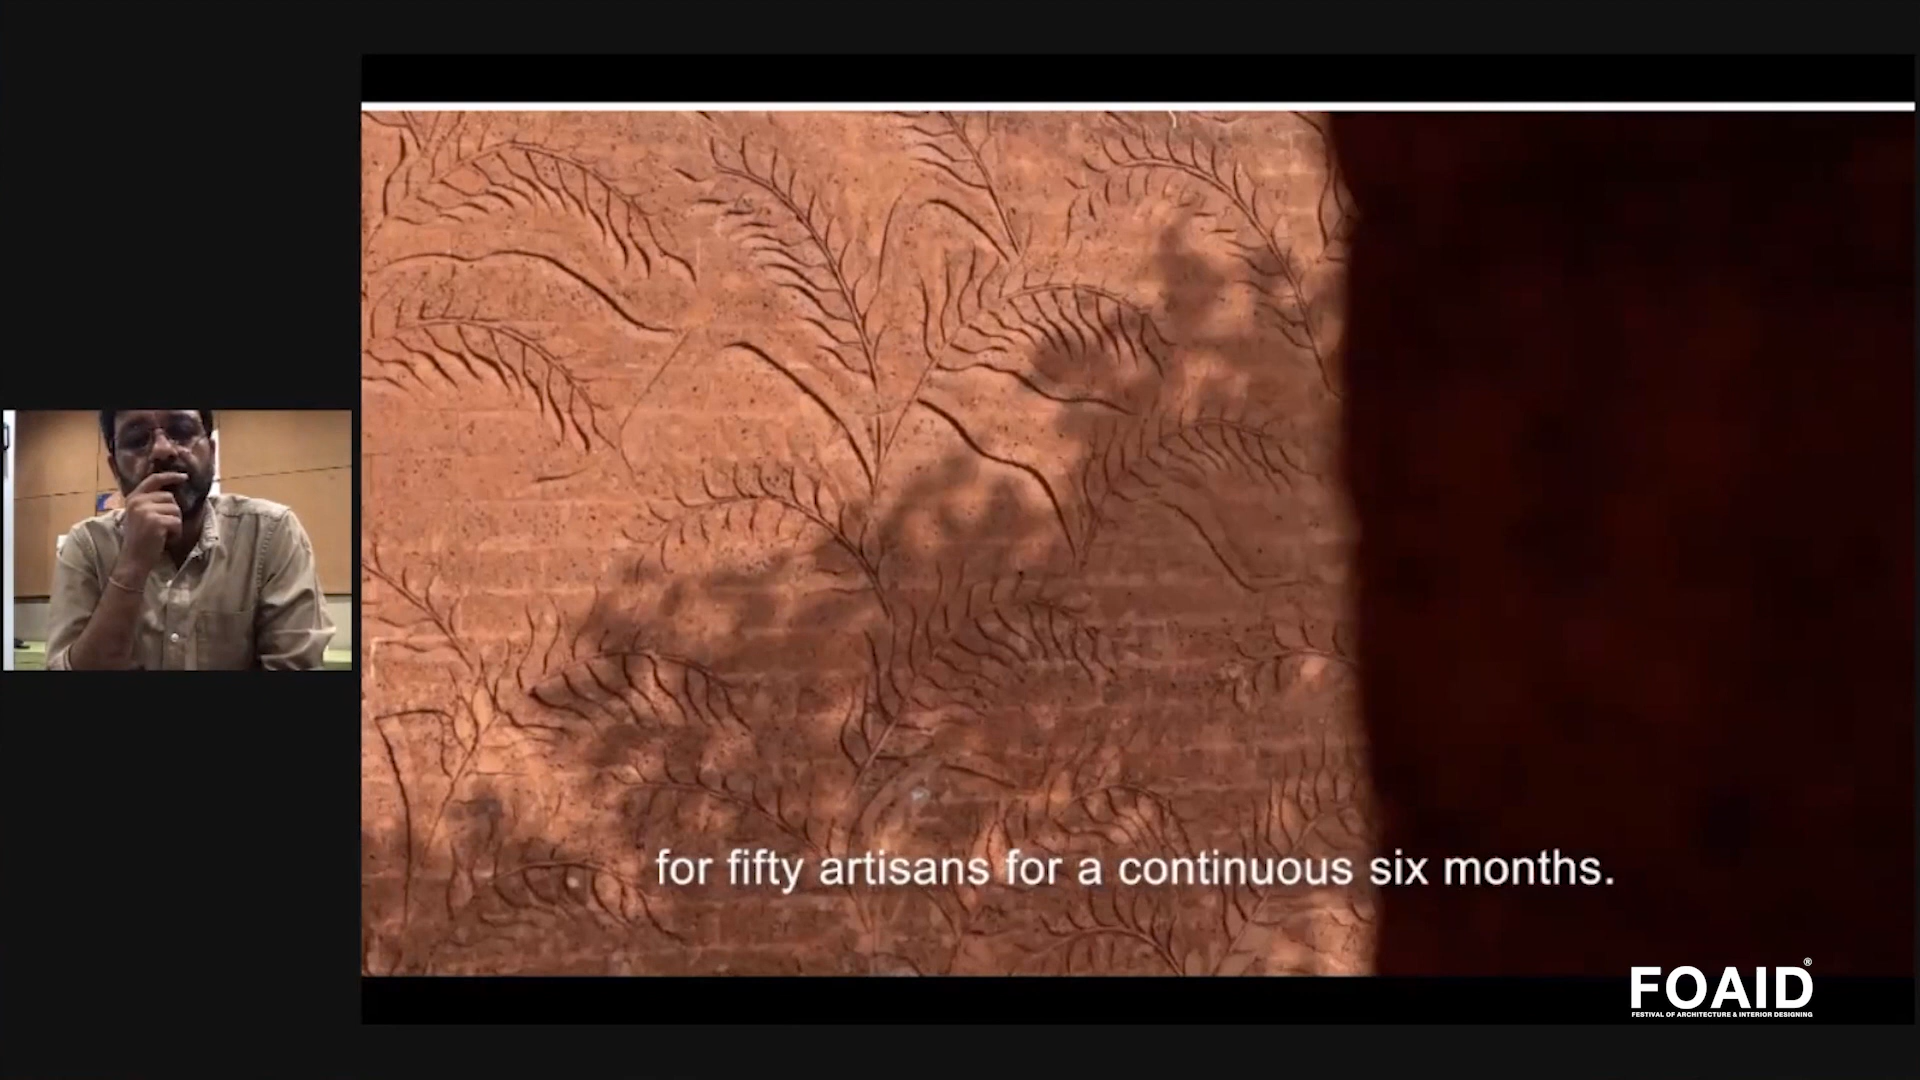 for fifty artisans for a continuous six months.
FOAID®
FESTIVAL OF ARCHITECTURE & INTERIOR DESIGNING